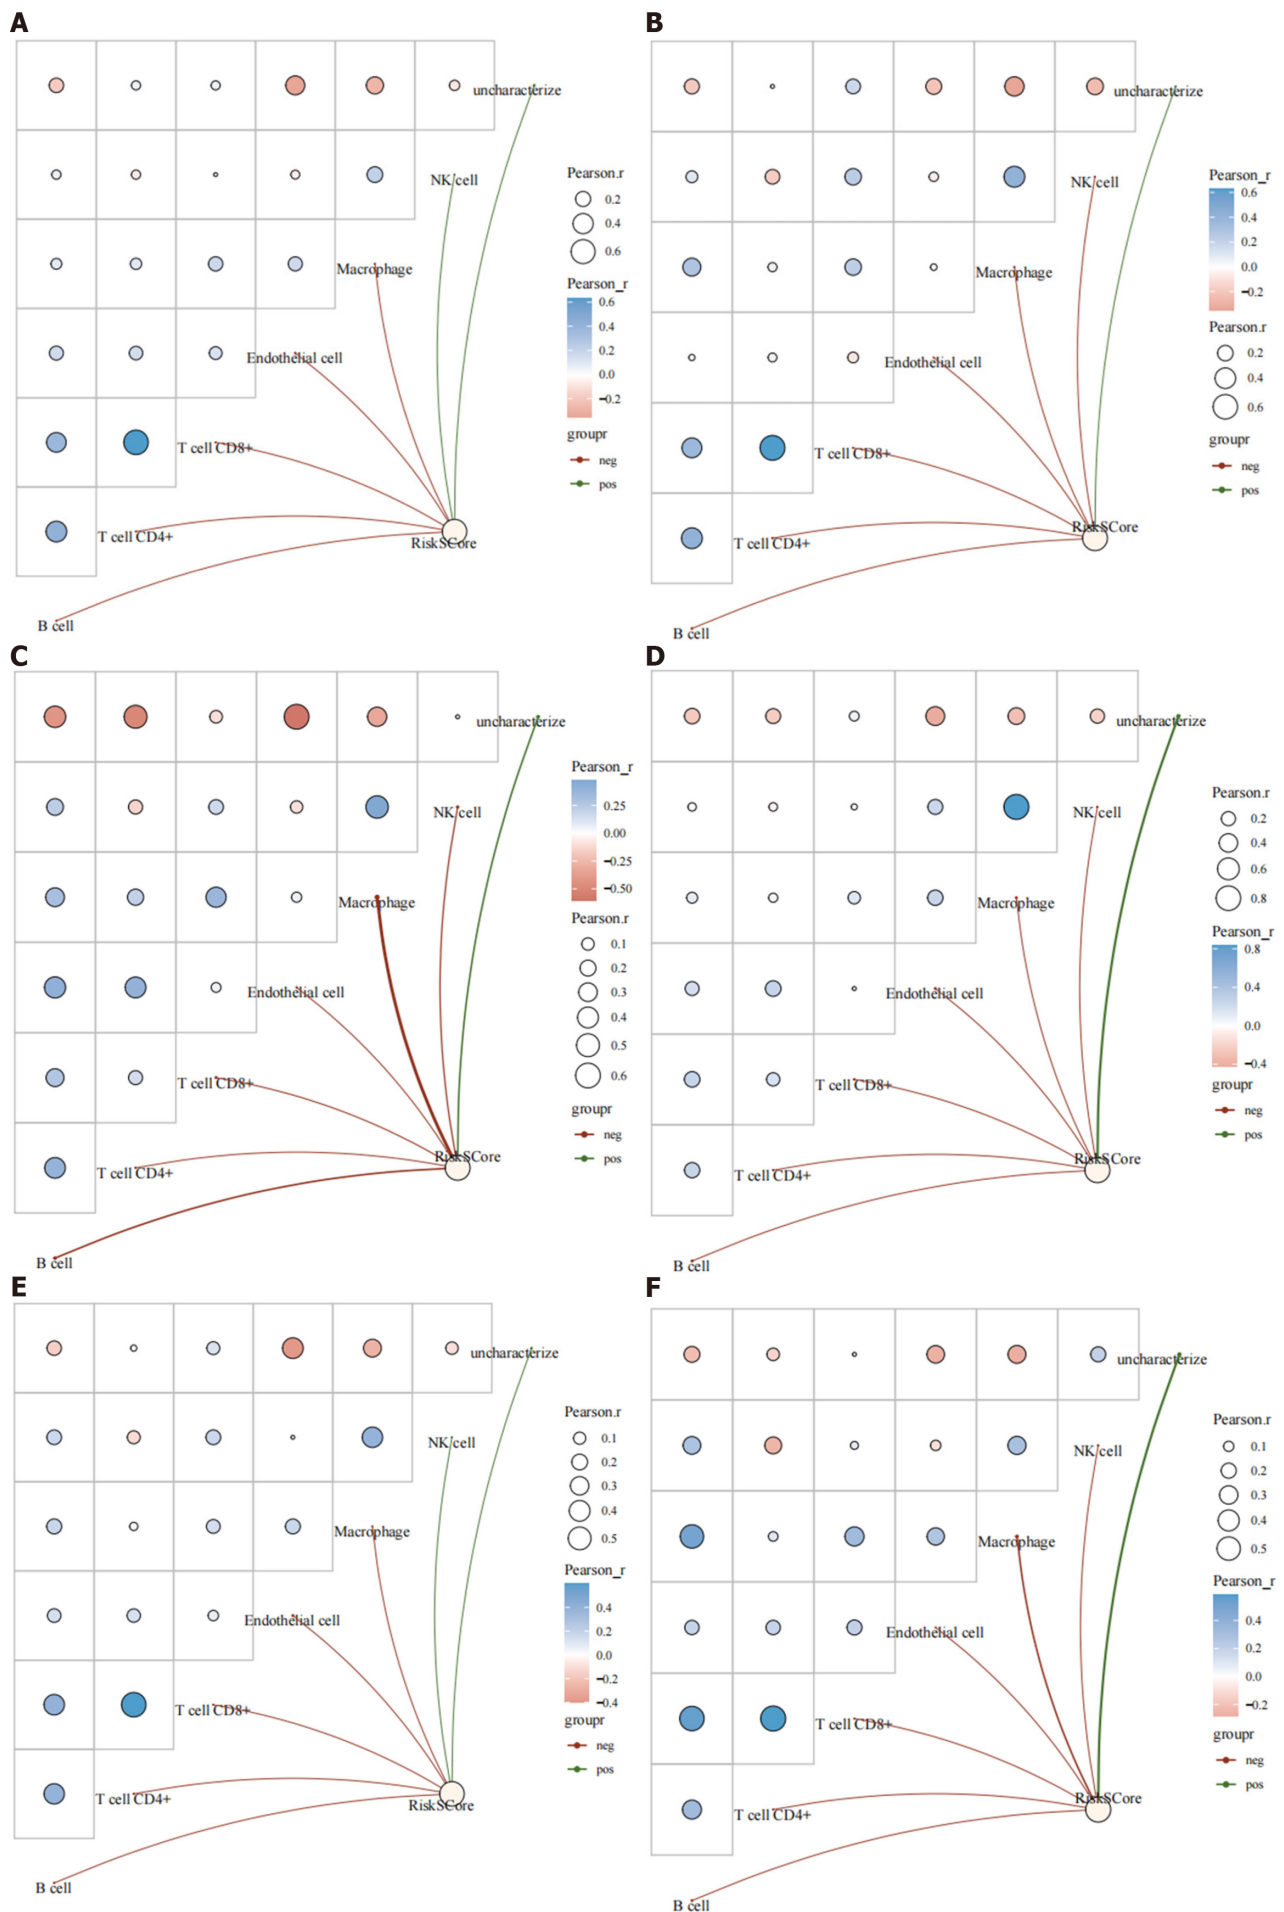 A
uncharacterize
NK cell
Macrophage
Endothelial cell
T cell CD8+
T cell CD4+
RiskSCore
B cell
Pearson.r
0.2
0.4
0.6
Pearson_r
0.6
0.4
0.2
0.0
−0.2
groupr
neg
pos
B
uncharacterize
NK cell
Macrophage
Endothelial cell
T cell CD8+
RiskSCore
T cell CD4+
B cell
Pearson_r
0.6
0.4
0.2
0.0
−0.2
Pearson.r
0.2
0.4
0.6
groupr
neg
pos
C
uncharacterize
NK cell
Macrophage
Endothelial cell
T cell CD8+
RiskSCore
T cell CD4+
B cell
Pearson_r
0.25
0.00
−0.25
−0.50
Pearson.r
0.1
0.2
0.3
0.4
0.5
0.6
groupr
neg
pos
D
uncharacterize
NK cell
Macrophage
Endothelial cell
T cell CD8+
RiskSCore
T cell CD4+
B cell
Pearson.r
0.2
0.4
0.6
0.8
Pearson_r
0.8
0.4
0.0
−0.4
groupr
neg
pos
E
uncharacterize
NK cell
Macrophage
Endothelial cell
T cell CD8+
T cell CD4+
RiskSCore
B cell
Pearson.r
0.1
0.2
0.3
0.4
0.5
Pearson_r
0.4
0.2
0.0
−0.2
−0.4
groupr
neg
pos
F
uncharacterize
NK cell
Macrophage
Endothelial cell
T cell CD8+
RiskSCore
T cell CD4+
B cell
Pearson.r
0.1
0.2
0.3
0.4
0.5
Pearson_r
0.4
0.2
0.0
−0.2
groupr
neg
pos